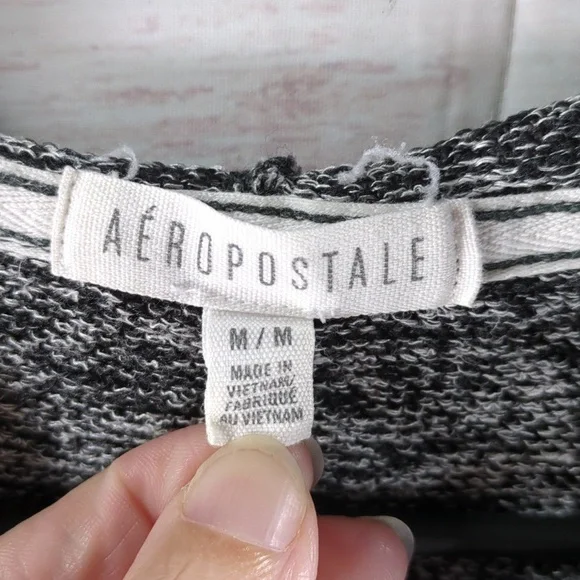 AÉROPOSTALE
M / M
MADE IN
VIETNAM/
FABRIQUÉ
AU VIETNAM